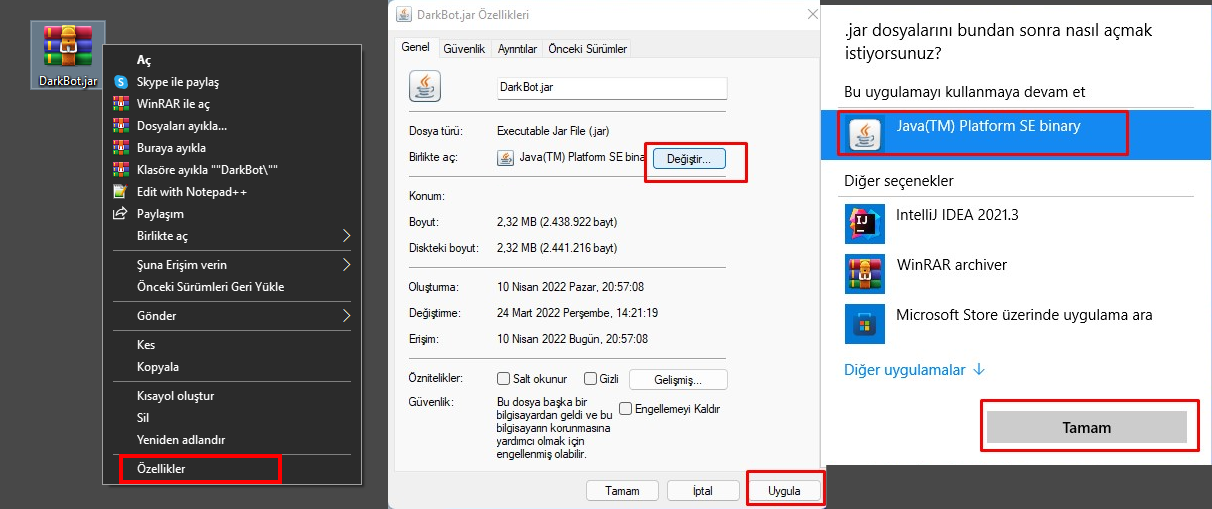 DarkBot.jar
Aç
Skype ile paylaş
WinRAR ile aç
Dosyaları ayıkla...
Buraya ayıkla
Klasöre ayıkla ""DarkBot\""
Edit with Notepad++
Paylaşım
Birlikte aç
Şuna Erişim verin
Önceki Sürümleri Geri Yükle
Gönder
Kes
Kopyala
Kısayol oluştur
Sil
Yeniden adlandır
Özellikler
DarkBot.jar Özellikleri
Genel Güvenlik Ayrıntılar Önceki Sürümler
DarkBot.jar
Dosya türü: Executable Jar File (.jar)
Birlikte aç: Java(TM) Platform SE bina Değiştir...
Konum:
Boyut: 2,32 MB (2.438.922 bayt)
Diskteki boyut: 2,32 MB (2.441.216 bayt)
Oluşturma: 10 Nisan 2022 Pazar, 20:57:08
Değiştirme: 24 Mart 2022 Perşembe, 14:21:19
Erişim: 10 Nisan 2022 Bugün, 20:57:08
Öznitelikler: Salt okunur Gizli Gelişmiş...
Güvenlik: Bu dosya başka bir
bilgisayardan geldi ve bu
bilgisayarın korunmasına
yardımcı olmak için
engellenmiş olabilir.
Engellemeyi Kaldır
Tamam İptal Uygula
.jar dosyalarını bundan sonra nasıl açmak
istiyorsunuz?
Bu uygulamayı kullanmaya devam et
Java(TM) Platform SE binary
Diğer seçenekler
IntelliJ IDEA 2021.3
WinRAR archiver
Microsoft Store üzerinde uygulama ara
Diğer uygulamalar
Tamam